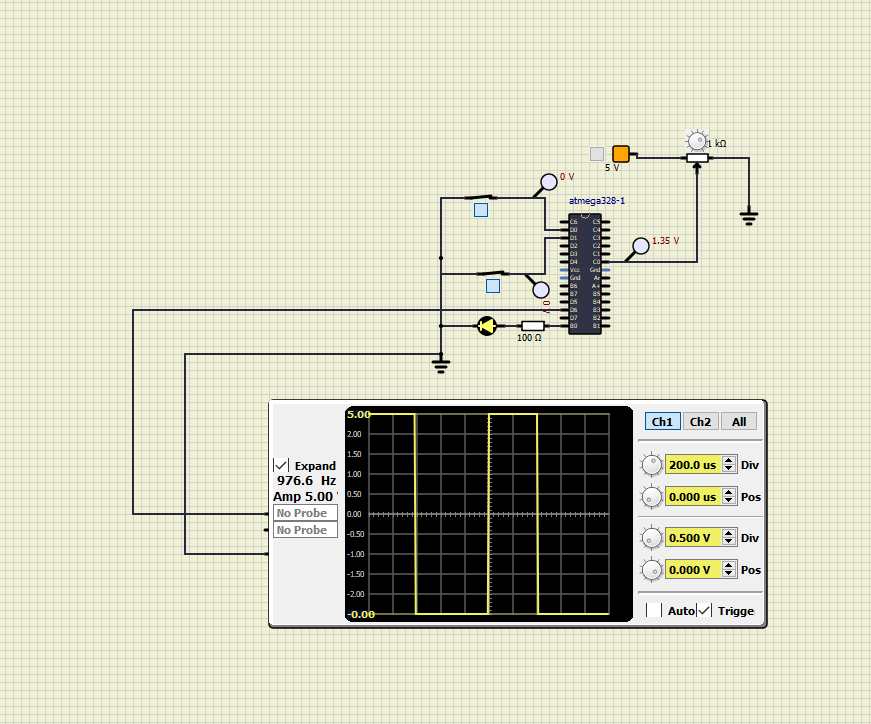 1 kΩ
5 V
0 V
atmega328-1
1.35 V
C6 C5
D0 C4
D1 C3
D2 C2
D3 C1
D4 C0
Vcc Gnd
Gnd Ar
B6 A+
B7 B5
D5 B4
D6 B3
D7 B2
B0 B1
100 Ω
5.00
2.00
1.50
1.00
0.50
0.00
-0.50
-1.00
-1.50
-2.00
-0.00
Expand
976.6 Hz
Amp 5.00
No Probe
No Probe
Ch1 Ch2 All
200.0 us Div
0.000 us Pos
0.500 V Div
0.000 V Pos
Auto Trigge